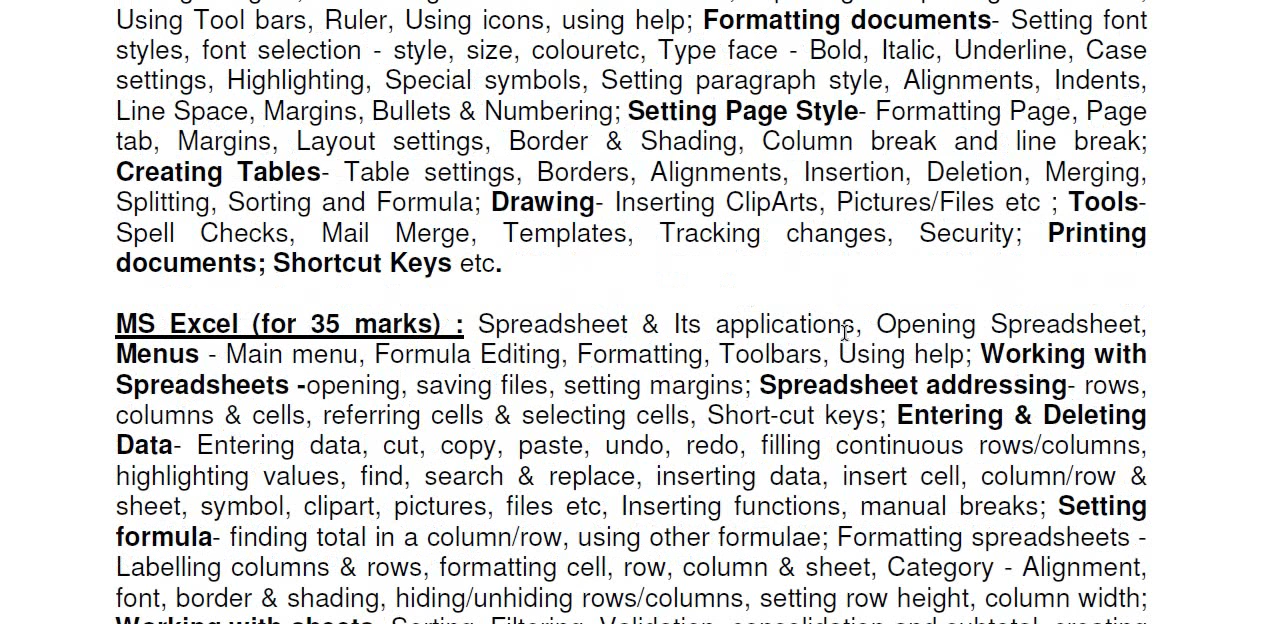 Using Tool bars, Ruler, Using icons, using help; Formatting documents- Setting font
styles, font selection - style, size, colouretc, Type face - Bold, Italic, Underline, Case
settings, Highlighting, Special symbols, Setting paragraph style, Alignments, Indents,
Line Space, Margins, Bullets & Numbering; Setting Page Style- Formatting Page, Page
tab, Margins, Layout settings, Border & Shading, Column break and line break;
Creating Tables- Table settings, Borders, Alignments, Insertion, Deletion, Merging,
Splitting, Sorting and Formula; Drawing- Inserting ClipArts, Pictures/Files etc ; Tools-
Spell Checks, Mail Merge, Templates, Tracking changes, Security; Printing
documents; Shortcut Keys etc.
MS Excel (for 35 marks) : Spreadsheet & Its applications, Opening Spreadsheet,
Menus - Main menu, Formula Editing, Formatting, Toolbars, Using help; Working with
Spreadsheets -opening, saving files, setting margins; Spreadsheet addressing- rows,
columns & cells, referring cells & selecting cells, Short-cut keys; Entering & Deleting
Data- Entering data, cut, copy, paste, undo, redo, filling continuous rows/columns,
highlighting values, find, search & replace, inserting data, insert cell, column/row &
sheet, symbol, clipart, pictures, files etc, Inserting functions, manual breaks; Setting
formula- finding total in a column/row, using other formulae; Formatting spreadsheets -
Labelling columns & rows, formatting cell, row, column & sheet, Category - Alignment,
font, border & shading, hiding/unhiding rows/columns, setting row height, column width;
Working with sheets- Sorting, Filtering, Validation, consolidation and subtotal, creating